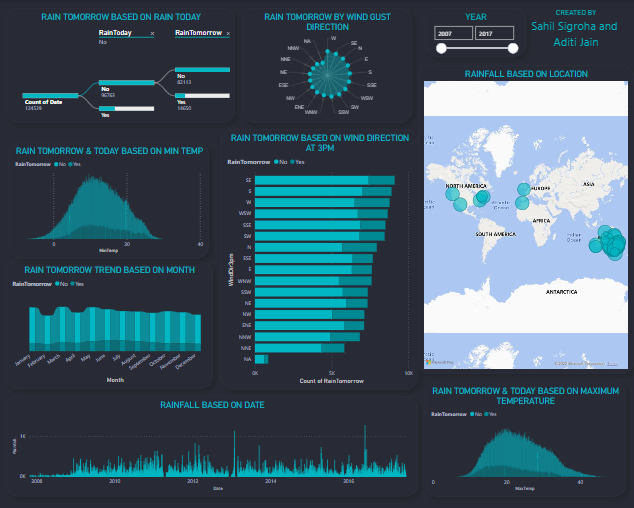 RAIN TOMORROW BASED ON RAIN TODAY
RainToday ×
No
RainTomorrow ×
Count of Date
124539
No
96763
Yes
No
82113
Yes
14650
RAIN TOMORROW BY WIND GUST
DIRECTION
W
SE
N
E
S
SSE
WSW
SW
SSW
WNW
ENE
NW
ESE
NE
NNE
NNW
NA
YEAR
2007
2017
CREATED BY
Sahil Sigroha and
Aditi Jain
RAIN TOMORROW & TODAY BASED ON MIN TEMP
RainTomorrow No Yes
0
20
40
MinTemp
RAIN TOMORROW TREND BASED ON MONTH
RainTomorrow No Yes
January
February
March
April
May
June
July
August
September
October
November
December
Month
RAIN TOMORROW BASED ON WIND DIRECTION
AT 3PM
RainTomorrow No Yes
WindDir3pm
SE
S
W
WSW
SSE
SW
N
ESE
E
WNW
SSW
NE
NW
ENE
NNW
NNE
NA
0K
5K
10K
Count of RainTomorrow
RAINFALL BASED ON LOCATION
NORTH AMERICA
EUROPE
ASIA
Atlantic
Ocean
AFRICA
Indian
Ocean
SOUTH AMERICA
ANTARCTICA
RAINFALL BASED ON DATE
Rainfall
1K
0K
2008
2010
2012
2014
2016
Date
RAIN TOMORROW & TODAY BASED ON MAXIMUM
TEMPERATURE
RainTomorrow No Yes
0
20
40
MaxTemp